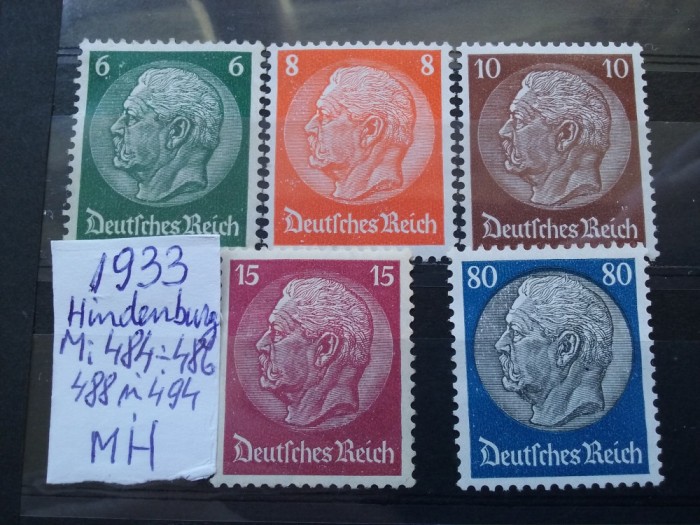 6 6
Deutsches Reich
8 8
Deutsches Reich
10 10
Deutsches Reich
1933
Hindenburg
Mi 484÷486
488 и 494
MH
15 15
Deutsches Reich
80 80
Deutsches Reich